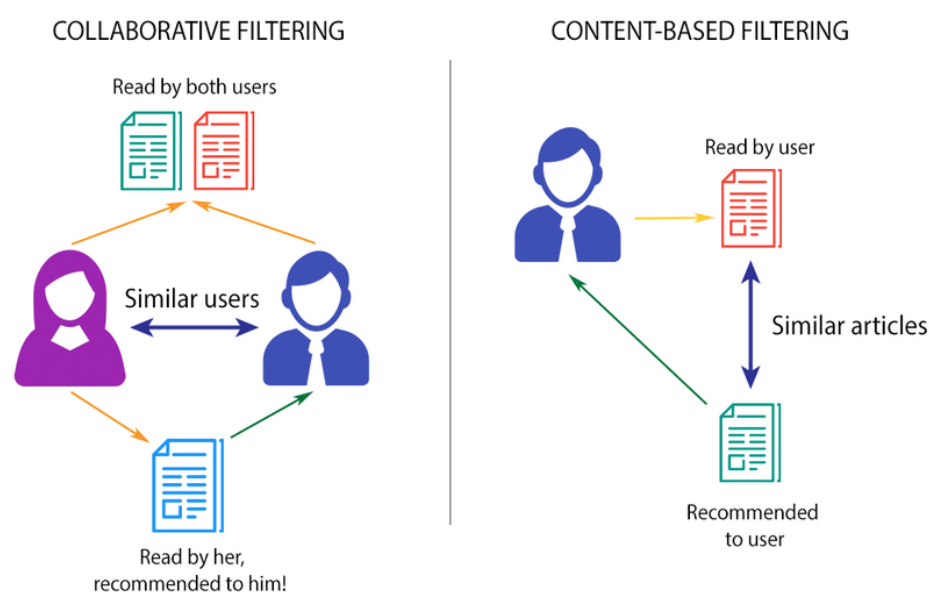 COLLABORATIVE FILTERING
Read by both users
Similar users
Read by her,
recommended to him!
CONTENT-BASED FILTERING
Read by user
Similar articles
Recommended
to user